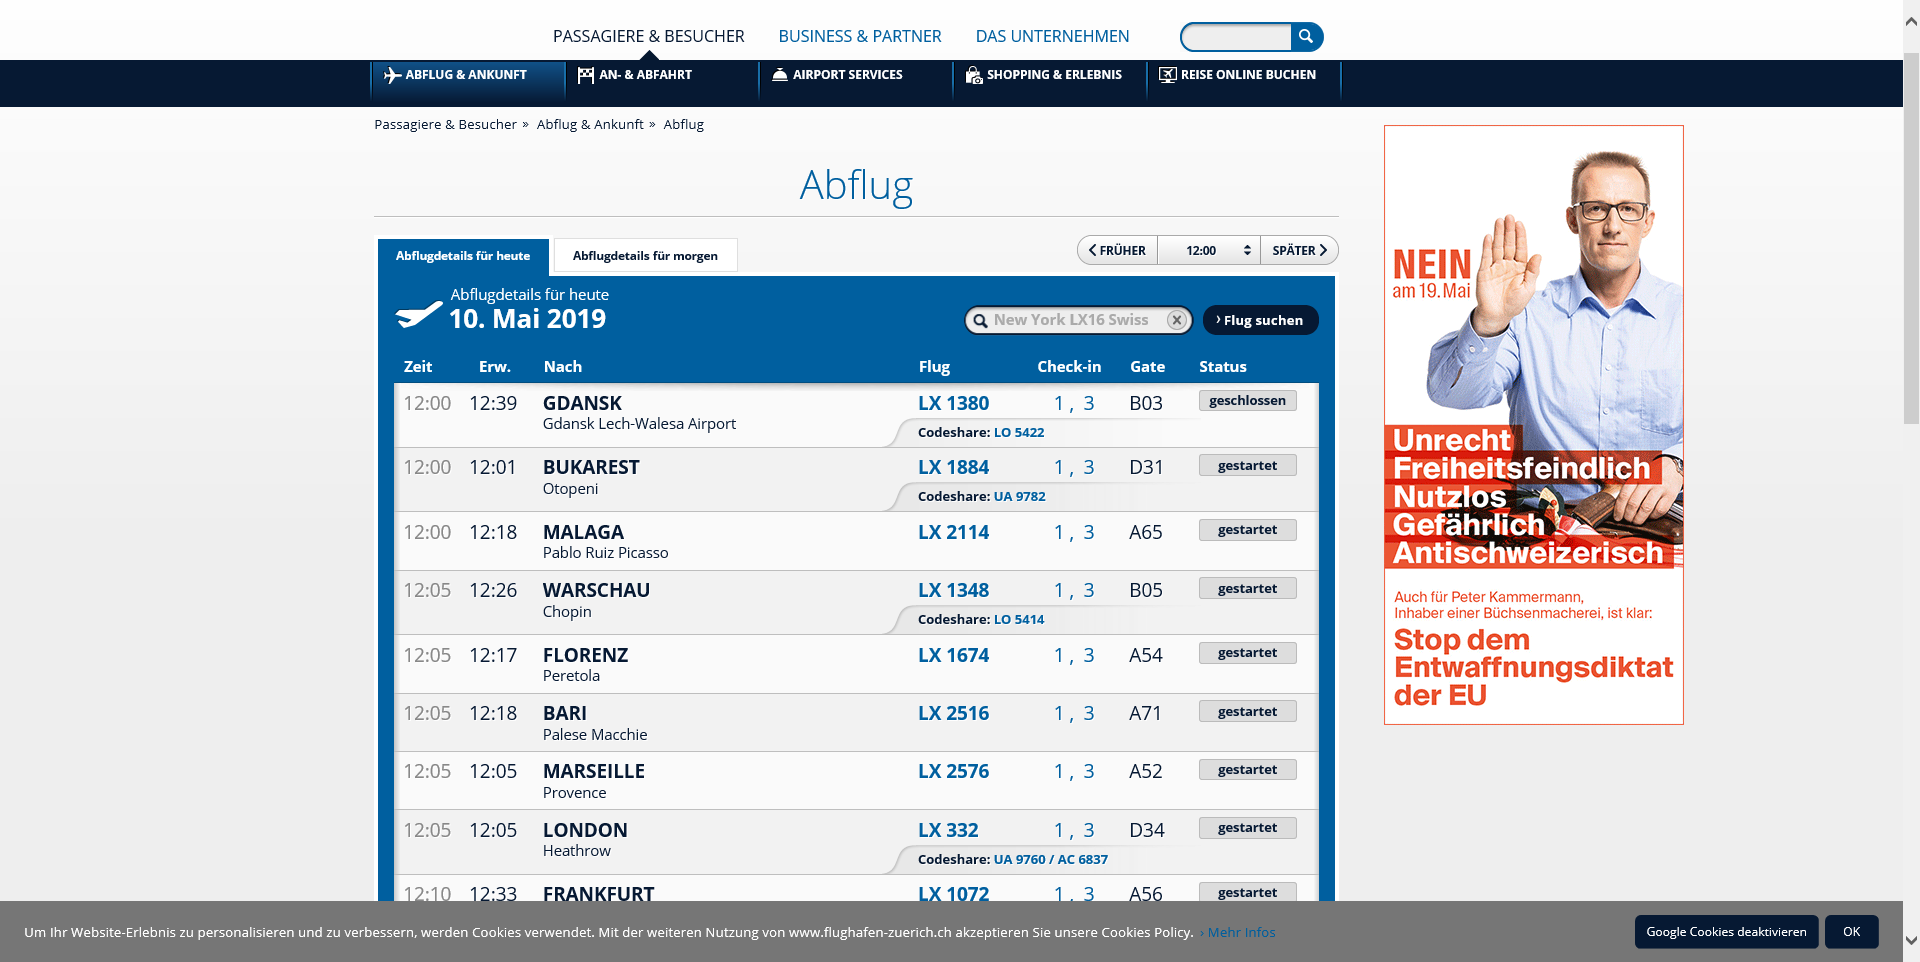 PASSAGIERE & BESUCHER BUSINESS & PARTNER DAS UNTERNEHMEN
ABFLUG & ANKUNFT AN- & ABFAHRT AIRPORT SERVICES SHOPPING & ERLEBNIS REISE ONLINE BUCHEN
Passagiere & Besucher » Abflug & Ankunft » Abflug
Abflug
Abflugdetails für heute Abflugdetails für morgen
FRÜHER 12:00 SPÄTER
Abflugdetails für heute
10. Mai 2019
New York LX16 Swiss › Flug suchen
Zeit Erw. Nach Flug Check-in Gate Status
12:00 12:39 GDANSK LX 1380 1 , 3 B03 geschlossen
Gdansk Lech-Walesa Airport
Codeshare: LO 5422
12:00 12:01 BUKAREST LX 1884 1 , 3 D31 gestartet
Otopeni
Codeshare: UA 9782
12:00 12:18 MALAGA LX 2114 1 , 3 A65 gestartet
Pablo Ruiz Picasso
12:05 12:26 WARSCHAU LX 1348 1 , 3 B05 gestartet
Chopin
Codeshare: LO 5414
12:05 12:17 FLORENZ LX 1674 1 , 3 A54 gestartet
Peretola
12:05 12:18 BARI LX 2516 1 , 3 A71 gestartet
Palese Macchie
12:05 12:05 MARSEILLE LX 2576 1 , 3 A52 gestartet
Provence
12:05 12:05 LONDON LX 332 1 , 3 D34 gestartet
Heathrow
Codeshare: UA 9760 / AC 6837
12:10 12:33 FRANKFURT LX 1072 1 , 3 A56 gestartet
NEIN
am 19. Mai
Unrecht
Freiheitsfeindlich
Nutzlos
Gefährlich
Antischweizerisch
Auch für Peter Kammermann,
Inhaber einer Büchsenmacherei, ist klar:
Stop dem
Entwaffnungsdiktat
der EU
Um Ihr Website-Erlebnis zu personalisieren und zu verbessern, werden Cookies verwendet. Mit der weiteren Nutzung von www.flughafen-zuerich.ch akzeptieren Sie unsere Cookies Policy. › Mehr Infos
Google Cookies deaktivieren OK